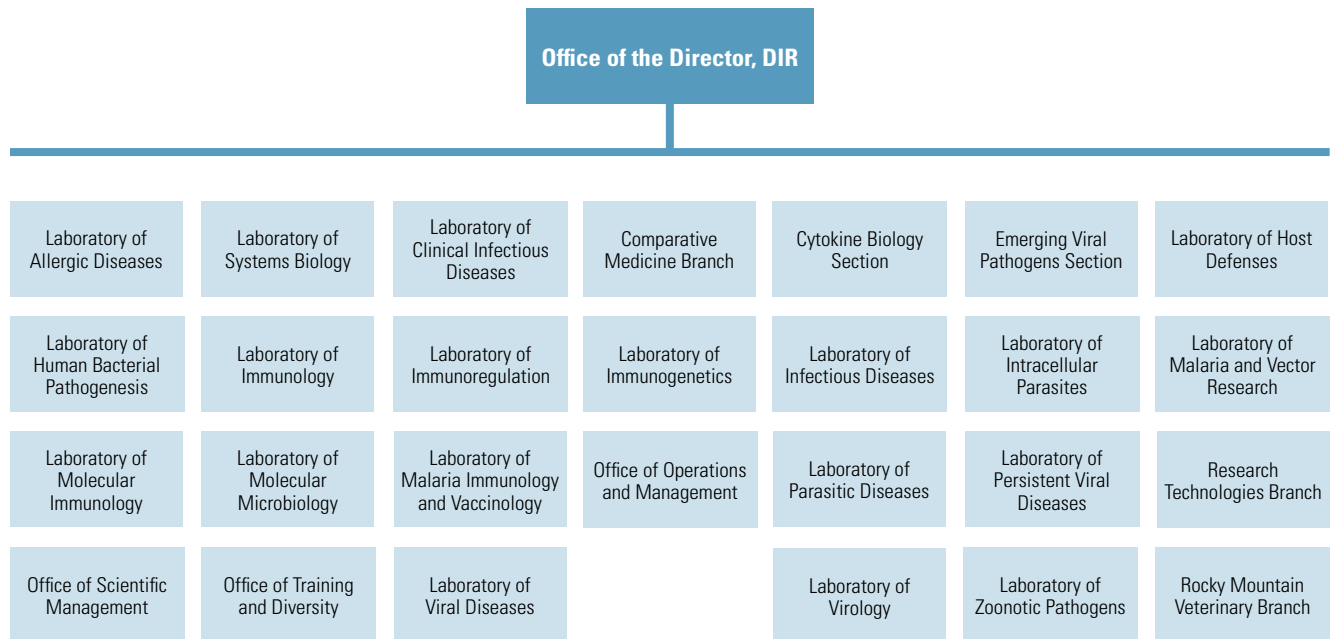 Office of the Director, DIR
Laboratory of
Allergic Diseases
Laboratory of
Systems Biology
Laboratory of
Clinical Infectious
Diseases
Comparative
Medicine Branch
Cytokine Biology
Section
Emerging Viral
Pathogens Section
Laboratory of Host
Defenses
Laboratory of
Human Bacterial
Pathogenesis
Laboratory of
Immunology
Laboratory of
Immunoregulation
Laboratory of
Immunogenetics
Laboratory of
Infectious Diseases
Laboratory of
Intracellular
Parasites
Laboratory of
Malaria and Vector
Research
Laboratory of
Molecular
Immunology
Laboratory of
Molecular
Microbiology
Laboratory of
Malaria Immunology
and Vaccinology
Office of Operations
and Management
Laboratory of
Parasitic Diseases
Laboratory of
Persistent Viral
Diseases
Research
Technologies Branch
Office of Scientific
Management
Office of Training
and Diversity
Laboratory of
Viral Diseases
Laboratory of
Virology
Laboratory of
Zoonotic Pathogens
Rocky Mountain
Veterinary Branch